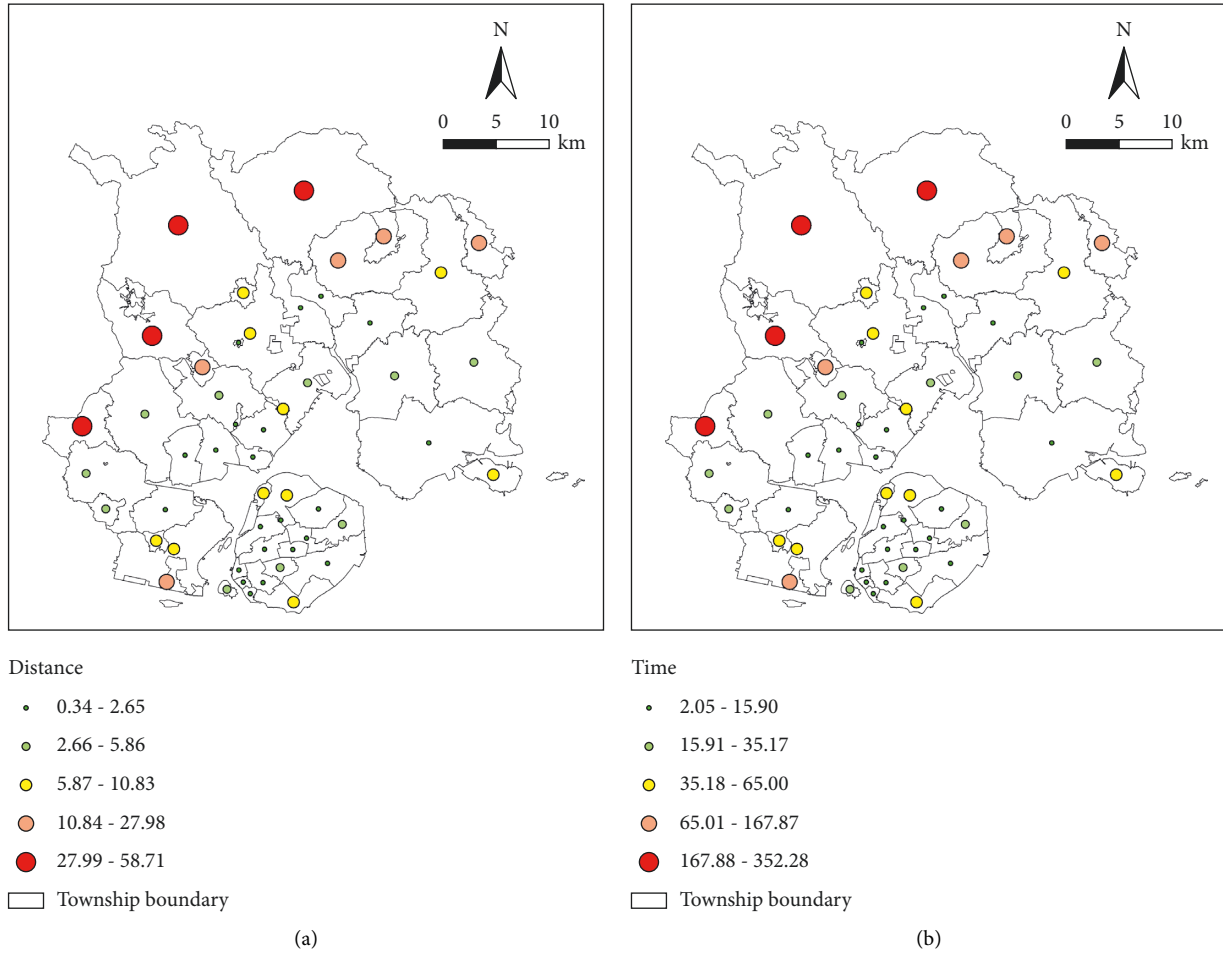 N
0 5 10
km
N
0 5 10
km
Distance
0.34 - 2.65
2.66 - 5.86
5.87 - 10.83
10.84 - 27.98
27.99 - 58.71
Township boundary
(a)
Time
2.05 - 15.90
15.91 - 35.17
35.18 - 65.00
65.01 - 167.87
167.88 - 352.28
Township boundary
(b)